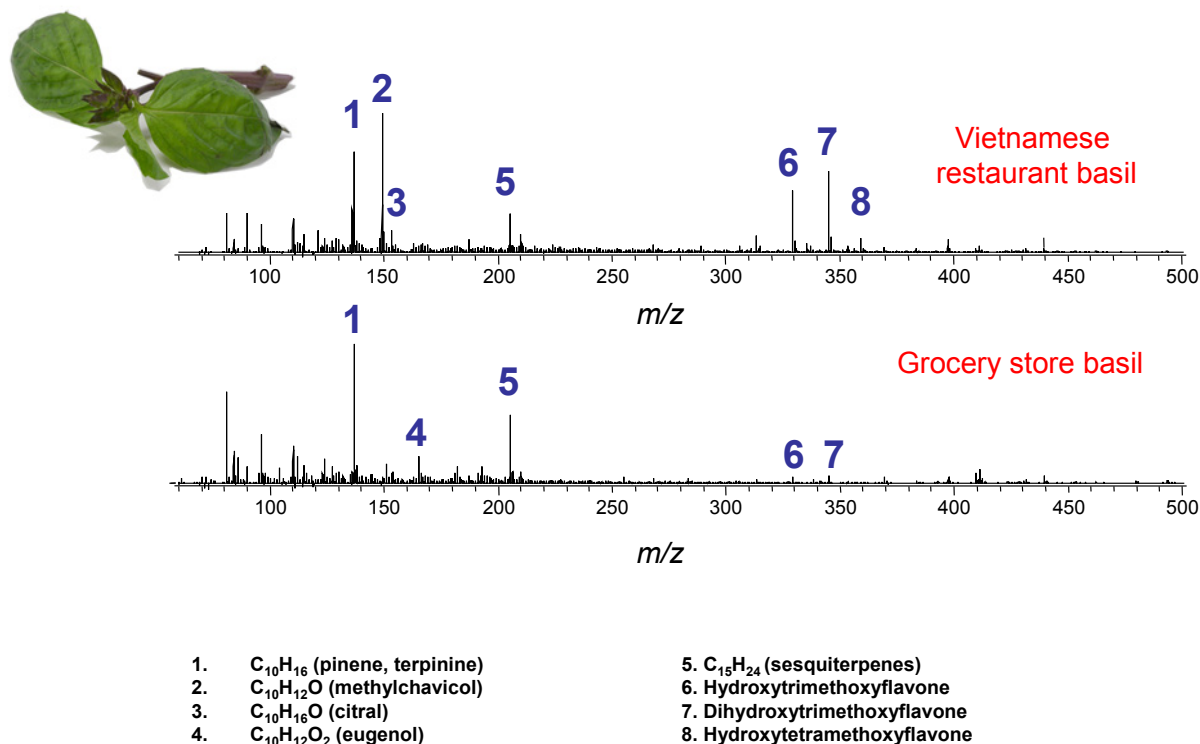 1
2
3
5
6
7
8
Vietnamese
restaurant basil
100 150 200 250 300 350 400 450 500
m/z
1
4
5
6
7
Grocery store basil
100 150 200 250 300 350 400 450 500
m/z
1. C₁₀H₁₆ (pinene, terpinine)
2. C₁₀H₁₂O (methylchavicol)
3. C₁₀H₁₆O (citral)
4. C₁₀H₁₂O₂ (eugenol)
5. C₁₅H₂₄ (sesquiterpenes)
6. Hydroxytrimethoxyflavone
7. Dihydroxytrimethoxyflavone
8. Hydroxytetramethoxyflavone